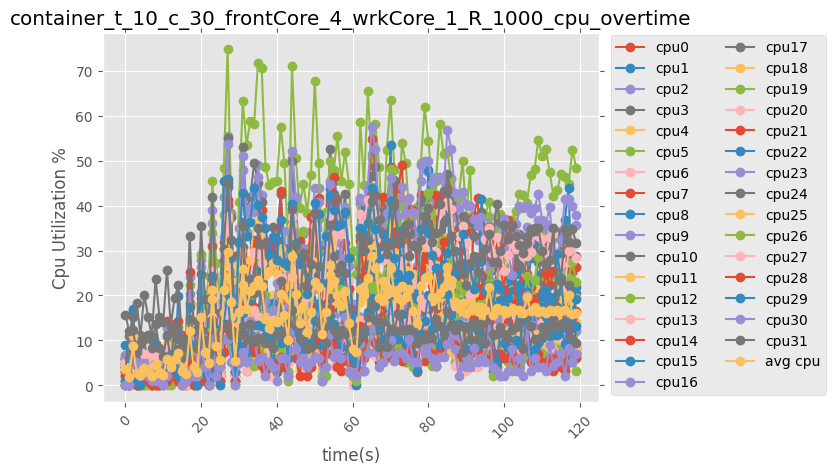 container_t_10_c_30_frontCore_4_wrkCore_1_R_1000_cpu_overtime
Cpu Utilization %
70
60
50
40
30
20
10
0
0
20
40
60
80
100
120
time(s)
cpu0
cpu1
cpu2
cpu3
cpu4
cpu5
cpu6
cpu7
cpu8
cpu9
cpu10
cpu11
cpu12
cpu13
cpu14
cpu15
cpu16
cpu17
cpu18
cpu19
cpu20
cpu21
cpu22
cpu23
cpu24
cpu25
cpu26
cpu27
cpu28
cpu29
cpu30
cpu31
avg cpu